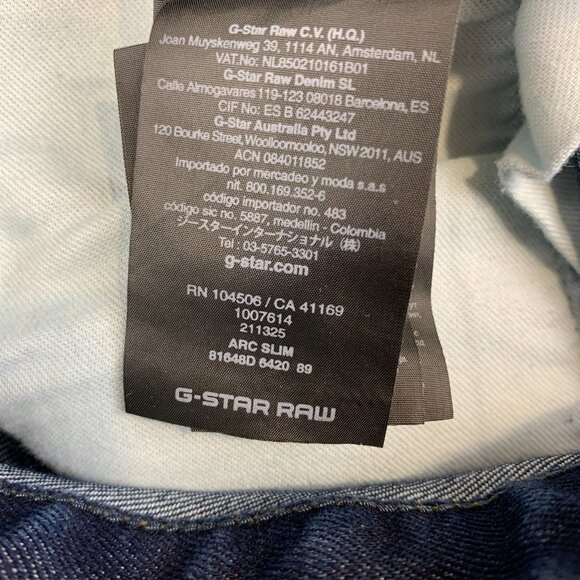 G-Star Raw C.V. (H.Q.)
Joan Muyskenweg 39, 1114 AN, Amsterdam, NL
VAT.No: NL850210161B01
G-Star Raw Denim SL
Calle Almogavares 119-123 08018 Barcelona, ES
CIF No: ES B 62443247
G-Star Australia Pty Ltd
120 Bourke Street, Woolloomooloo, NSW 2011, AUS
ACN 084011852
Importado por mercadeo y moda s.a.s
nit. 800.169.352-6
código importador no. 483
código sic no. 5887, medellin - Colombia
ジースターインターナショナル (株)
Tel : 03-5765-3301
g-star.com
RN 104506 / CA 41169
1007614
211325
ARC SLIM
81648D 6420 89
G-STAR RAW